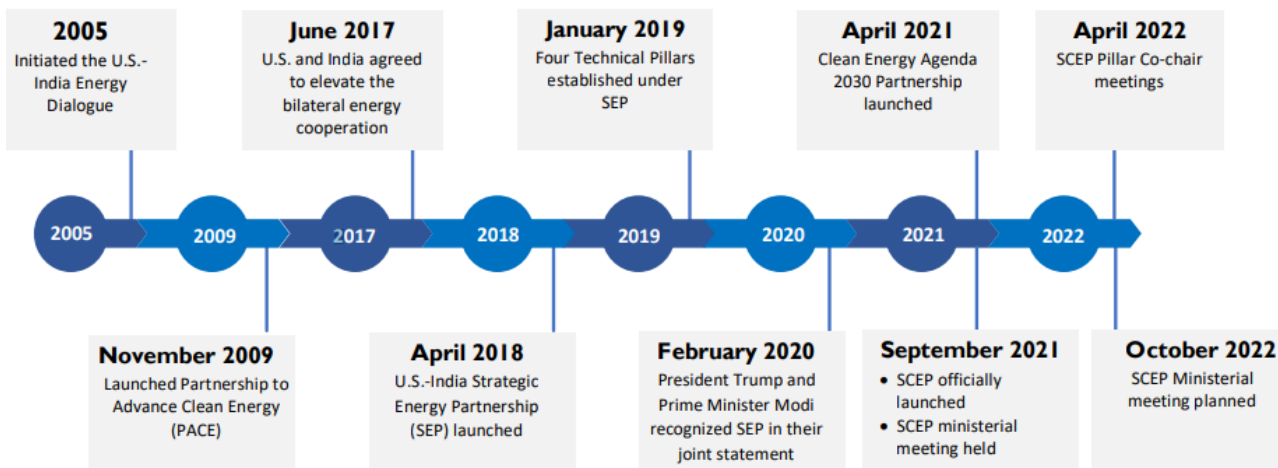 2005
Initiated the U.S.-
India Energy
Dialogue
June 2017
U.S. and India agreed
to elevate the
bilateral energy
cooperation
January 2019
Four Technical Pillars
established under
SEP
April 2021
Clean Energy Agenda
2030 Partnership
launched
April 2022
SCEP Pillar Co-chair
meetings
2005
2009
2017
2018
2019
2020
2021
2022
November 2009
Launched Partnership to
Advance Clean Energy
(PACE)
April 2018
U.S.-India Strategic
Energy Partnership
(SEP) launched
February 2020
President Trump and
Prime Minister Modi
recognized SEP in their
joint statement
September 2021
• SCEP officially
launched
• SCEP ministerial
meeting held
October 2022
SCEP Ministerial
meeting planned